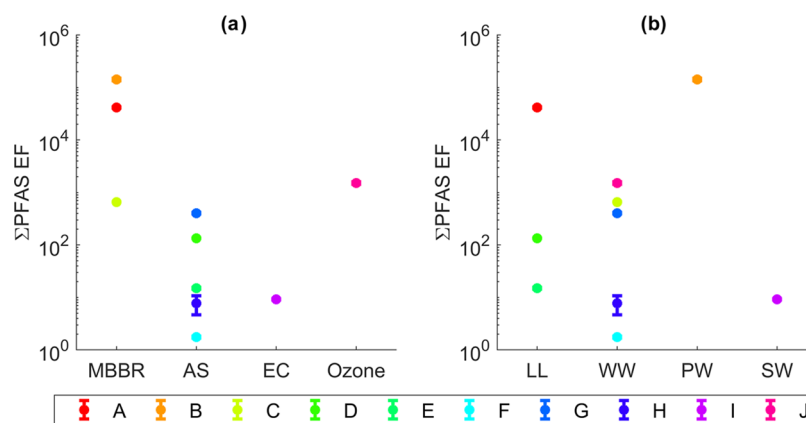 (a)
ΣPFAS EF
10^6
10^4
10^2
10^0
MBBR AS EC Ozone
(b)
ΣPFAS EF
10^6
10^4
10^2
10^0
LL WW PW SW
A B C D E F G H I J